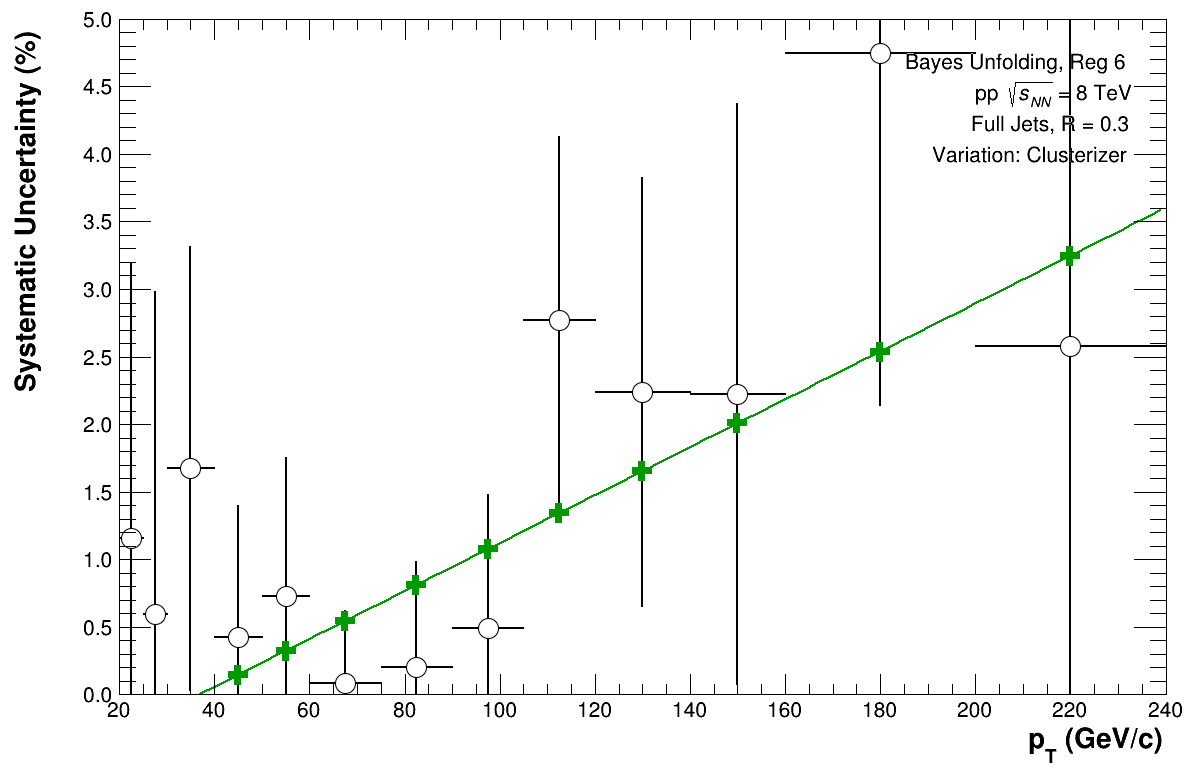 Systematic Uncertainty (%)
5.0
4.5
4.0
3.5
3.0
2.5
2.0
1.5
1.0
0.5
0.0
Bayes Unfolding, Reg 6
pp √s_NN = 8 TeV
Full Jets, R = 0.3
Variation: Clusterizer
20 40 60 80 100 120 140 160 180 200 220 240
p_T (GeV/c)